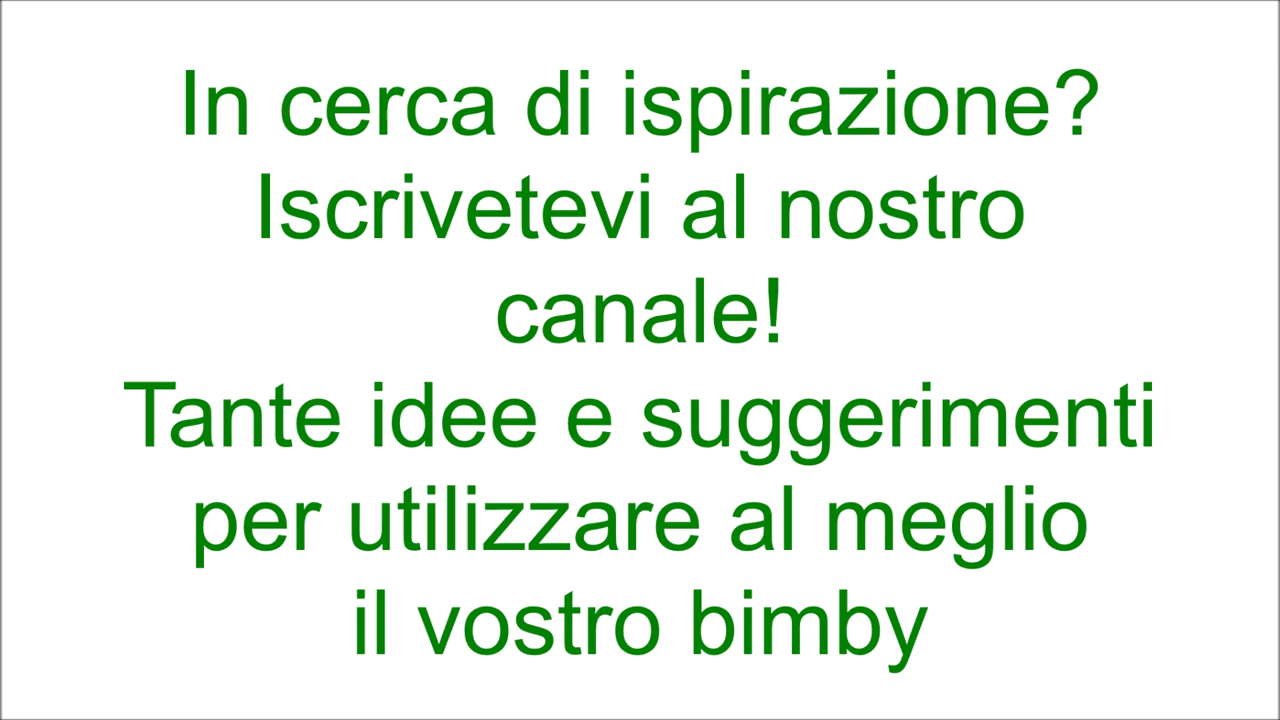 In cerca di ispirazione?
Iscrivetevi al nostro
canale!
Tante idee e suggerimenti
per utilizzare al meglio
il vostro bimby